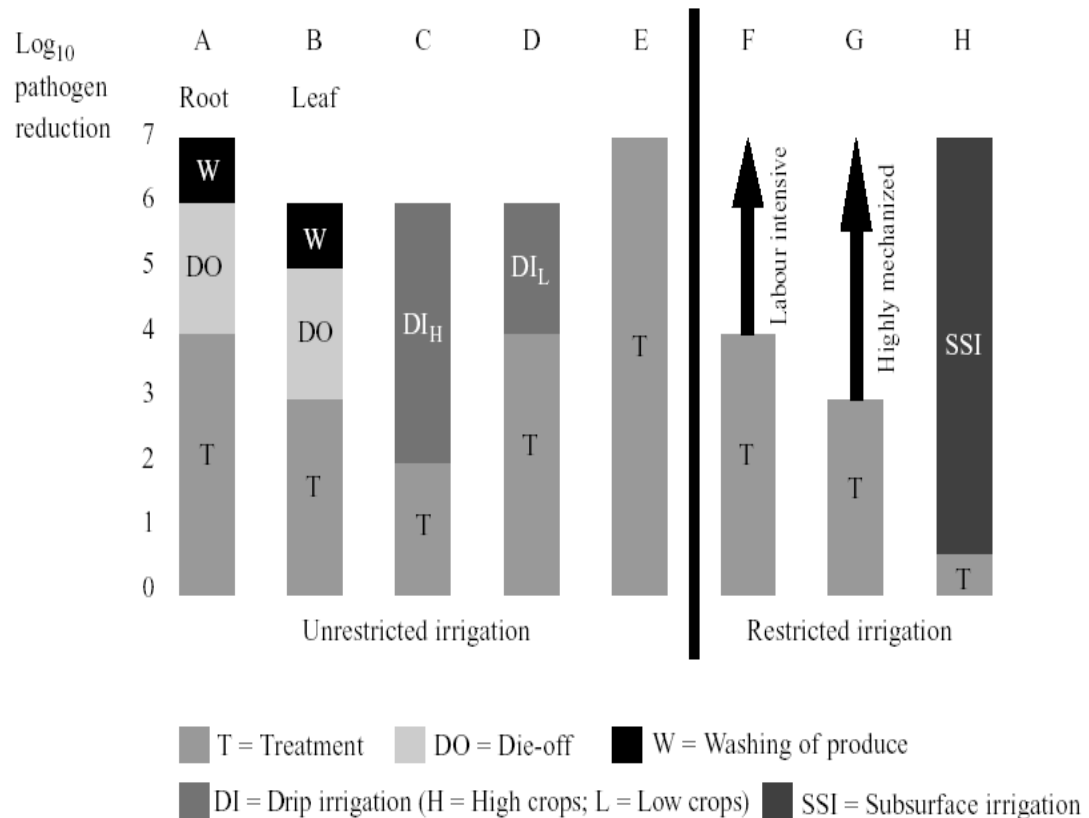 Log10
pathogen
reduction
A B C D E F G H
Root Leaf
7
6
5
4
3
2
1
0
W
DO
T
W
DO
T
DIH
T
DIL
T
T
Labour intensive
T
Highly mechanized
T
SSI
T
Unrestricted irrigation Restricted irrigation
T = Treatment DO = Die-off W = Washing of produce
DI = Drip irrigation (H = High crops; L = Low crops) SSI = Subsurface irrigation